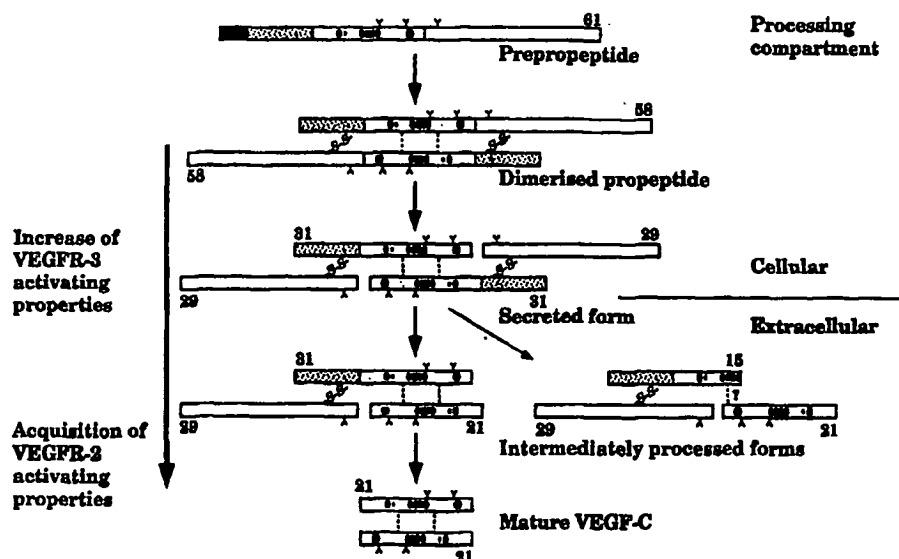 61
Processing
compartment
Prepropeptide
58
58
Dimerised propeptide
Increase of
VEGFR-3
activating
properties
31
29
Cellular
29
31
Secreted form
Extracellular
31
15
?
29
21
29
21
Intermediately processed forms
Acquisition of
VEGFR-2
activating
properties
21
Mature VEGF-C
21